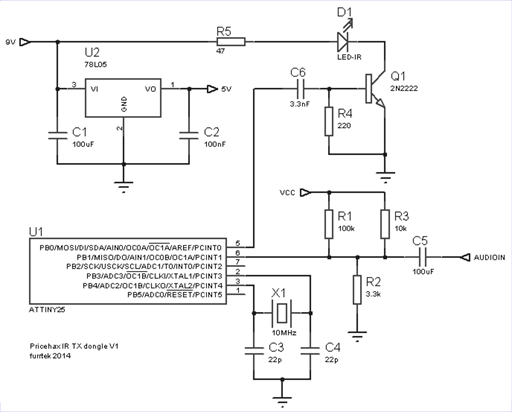 D1
LED-IR
9V
R5
47
U2
78L05
3
VI
VO
1
5V
GND
2
C6
3.3nF
Q1
2N2222
R4
220
C1
100uF
C2
100nF
VCC
R1
100k
R3
10k
C5
100uF
AUDIOIN
R2
3.3k
U1
PB0/MOSI/DI/SDA/AIN0/OC0A/OC1A/AREF/PCINT0 5
PB1/MISO/DO/AIN1/OC0B/OC1A/PCINT1 6
PB2/SCK/USCK/SCL/ADC1/T0/INT0/PCINT2 7
PB3/ADC3/OC1B/CLKI/XTAL1/PCINT3 2
PB4/ADC2/OC1B/CLKO/XTAL2/PCINT4 3
PB5/ADC0/RESET/PCINT5 1
ATTINY25
X1
10MHz
C3
22p
C4
22p
Pricehax IR TX dongle V1
furrtek 2014